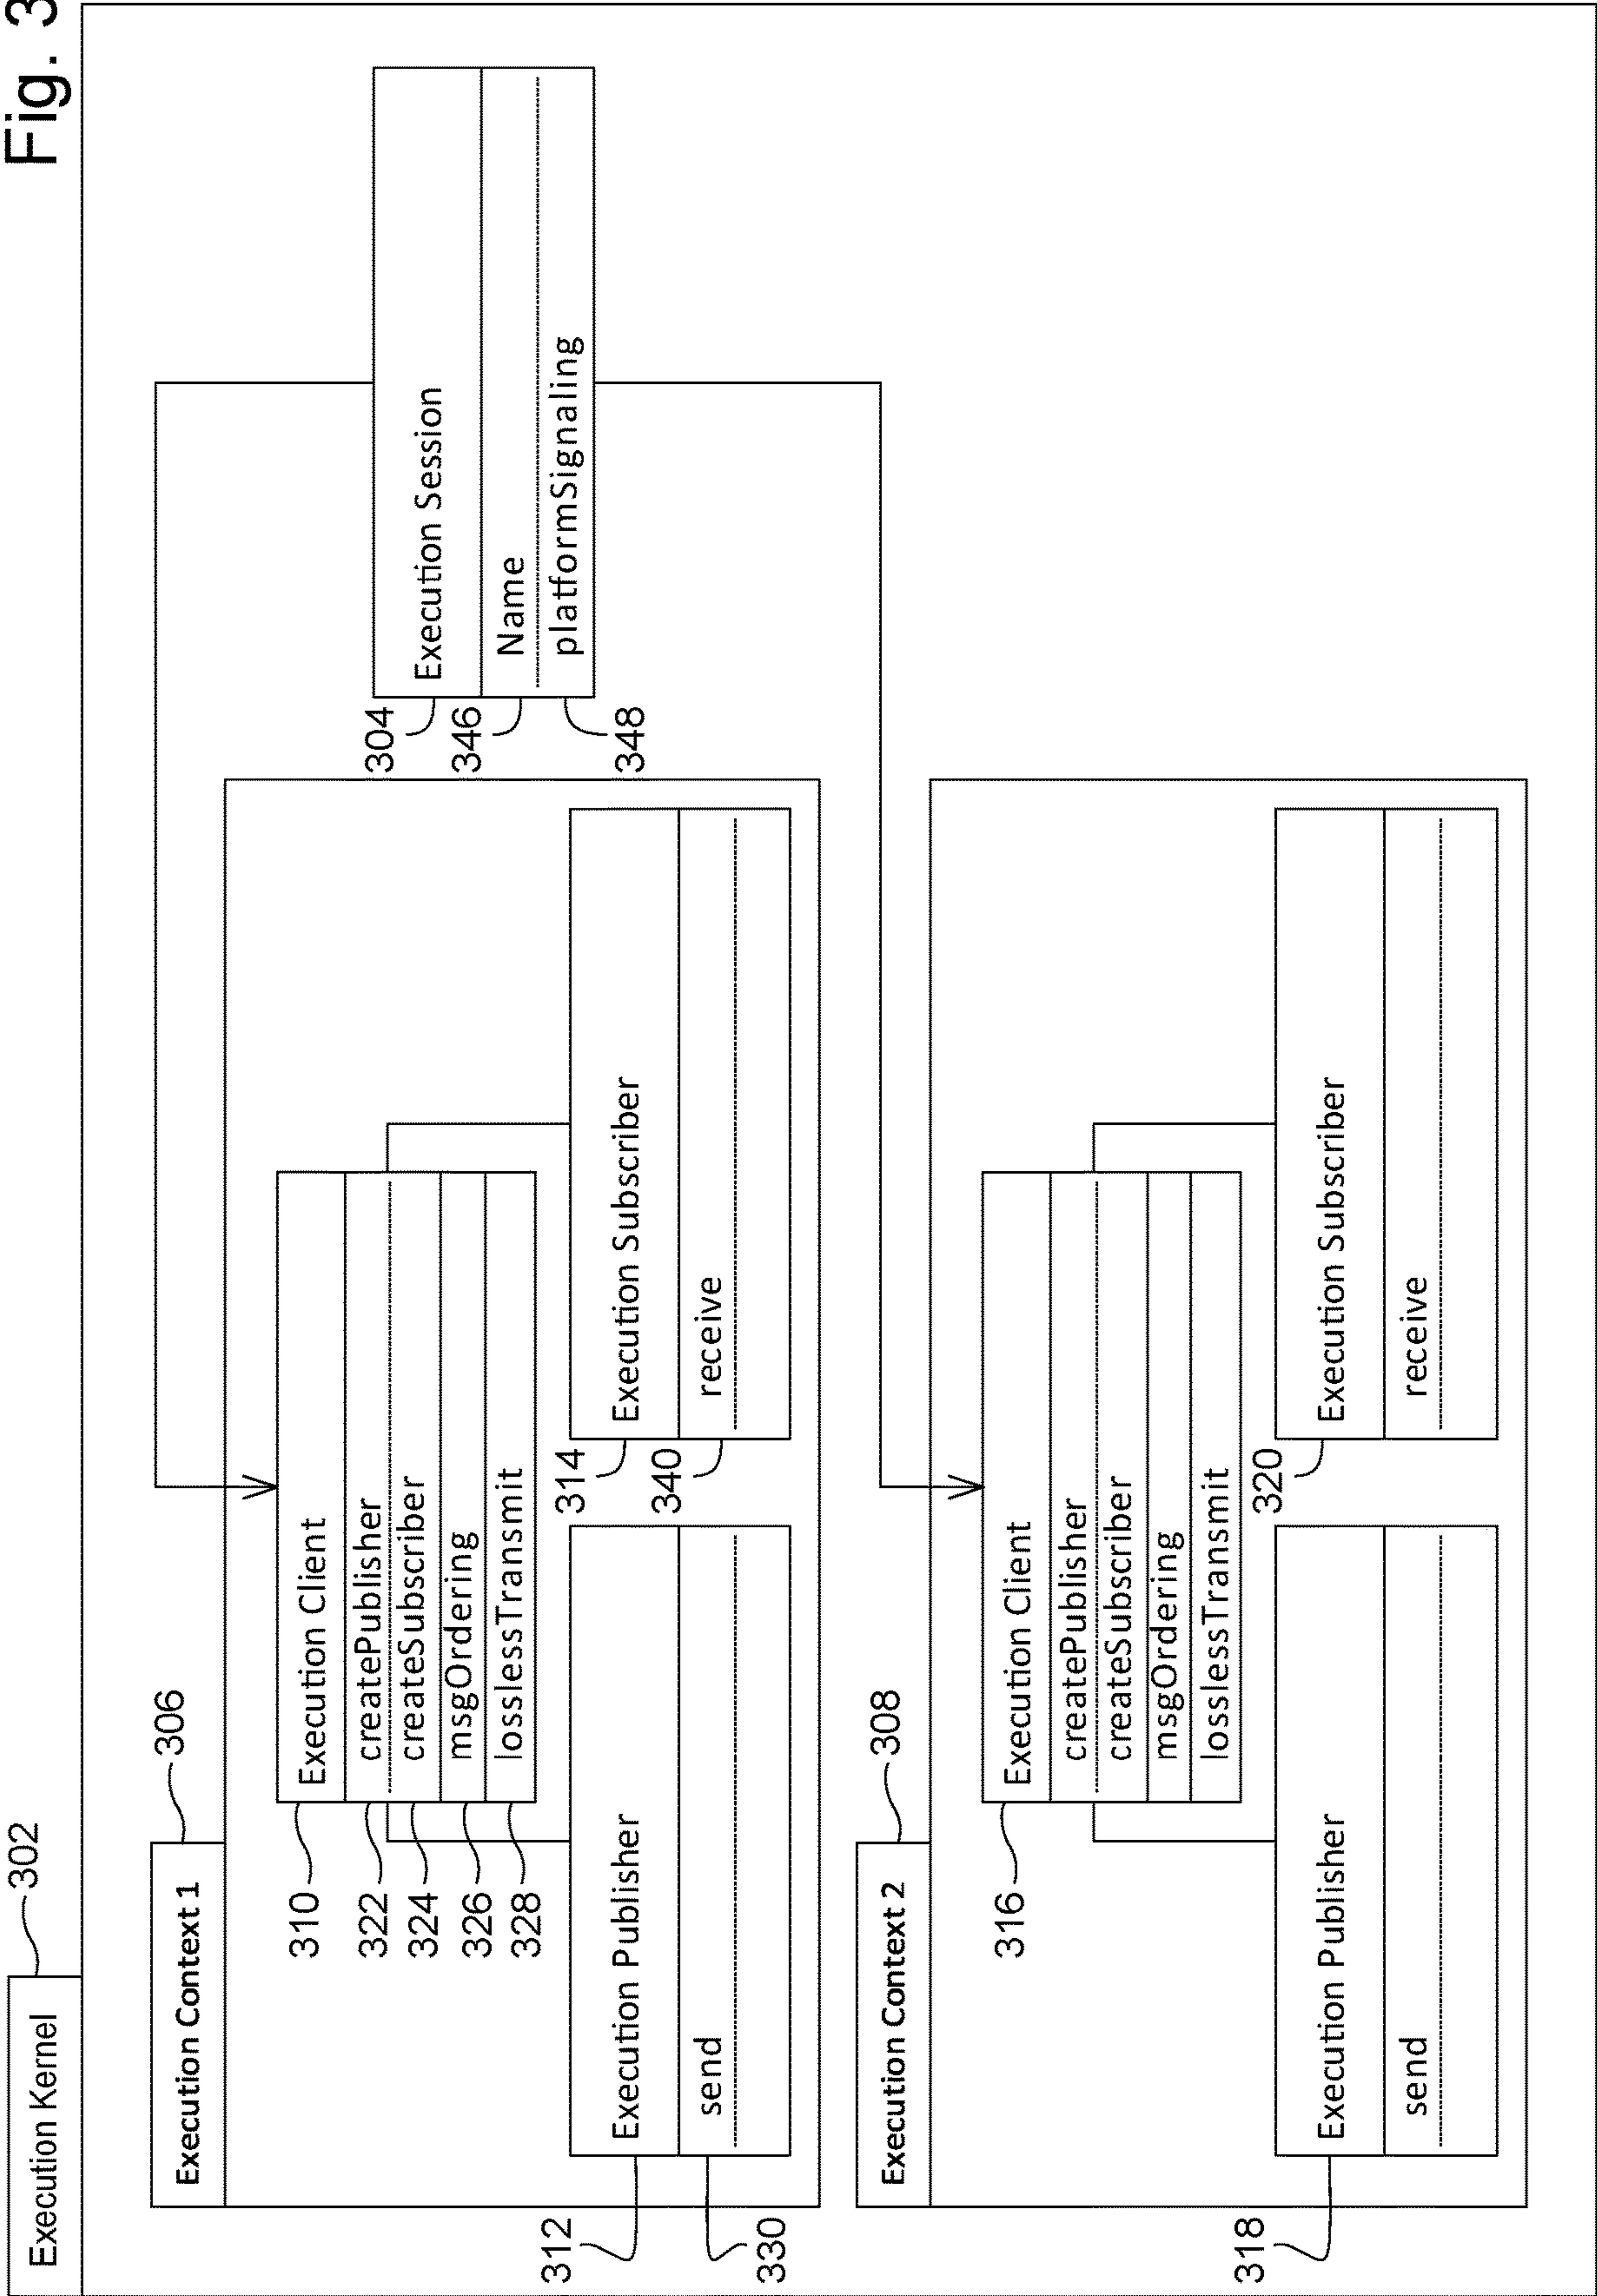 Fig. 3
Execution Kernel
302
Execution Context 1
306
310
Execution Client
322
createPublisher
324
createSubscriber
326
msgOrdering
328
losslessTransmit
312
Execution Publisher
330
send
314
Execution Subscriber
340
receive
304
Execution Session
346
Name
348
platformSignaling
Execution Context 2
308
316
Execution Client
createPublisher
createSubscriber
msgOrdering
losslessTransmit
318
Execution Publisher
send
320
Execution Subscriber
receive